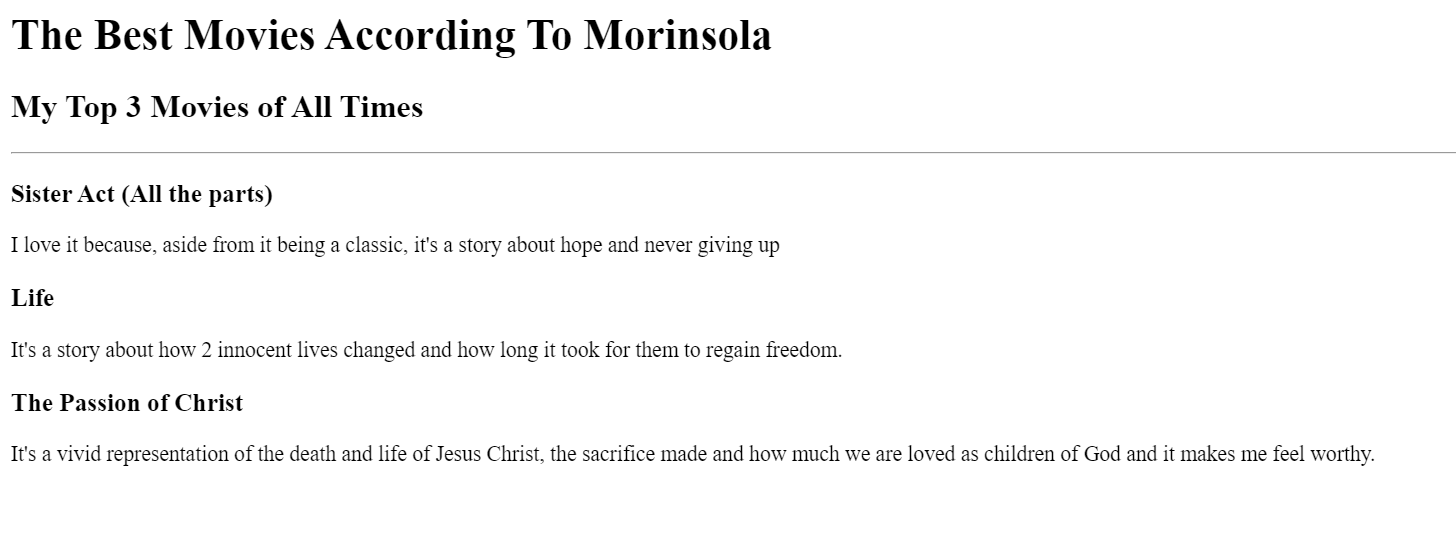 The Best Movies According To Morinsola
My Top 3 Movies of All Times
Sister Act (All the parts)
I love it because, aside from it being a classic, it's a story about hope and never giving up
Life
It's a story about how 2 innocent lives changed and how long it took for them to regain freedom.
The Passion of Christ
It's a vivid representation of the death and life of Jesus Christ, the sacrifice made and how much we are loved as children of God and it makes me feel worthy.